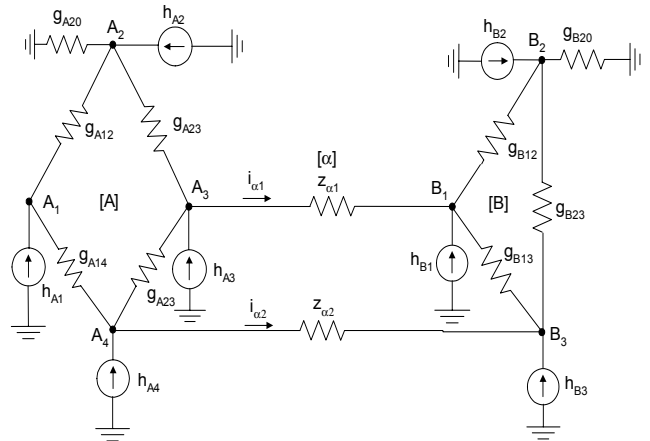 g_A20
A_2
h_A2
h_B2
B_2
g_B20
g_A12
g_A23
g_B12
[α]
A_1
[A]
A_3
i_α1
z_α1
B_1
[B]
g_B23
g_A14
h_A1
g_A23
h_A3
h_B1
g_B13
A_4
i_α2
z_α2
B_3
h_A4
h_B3